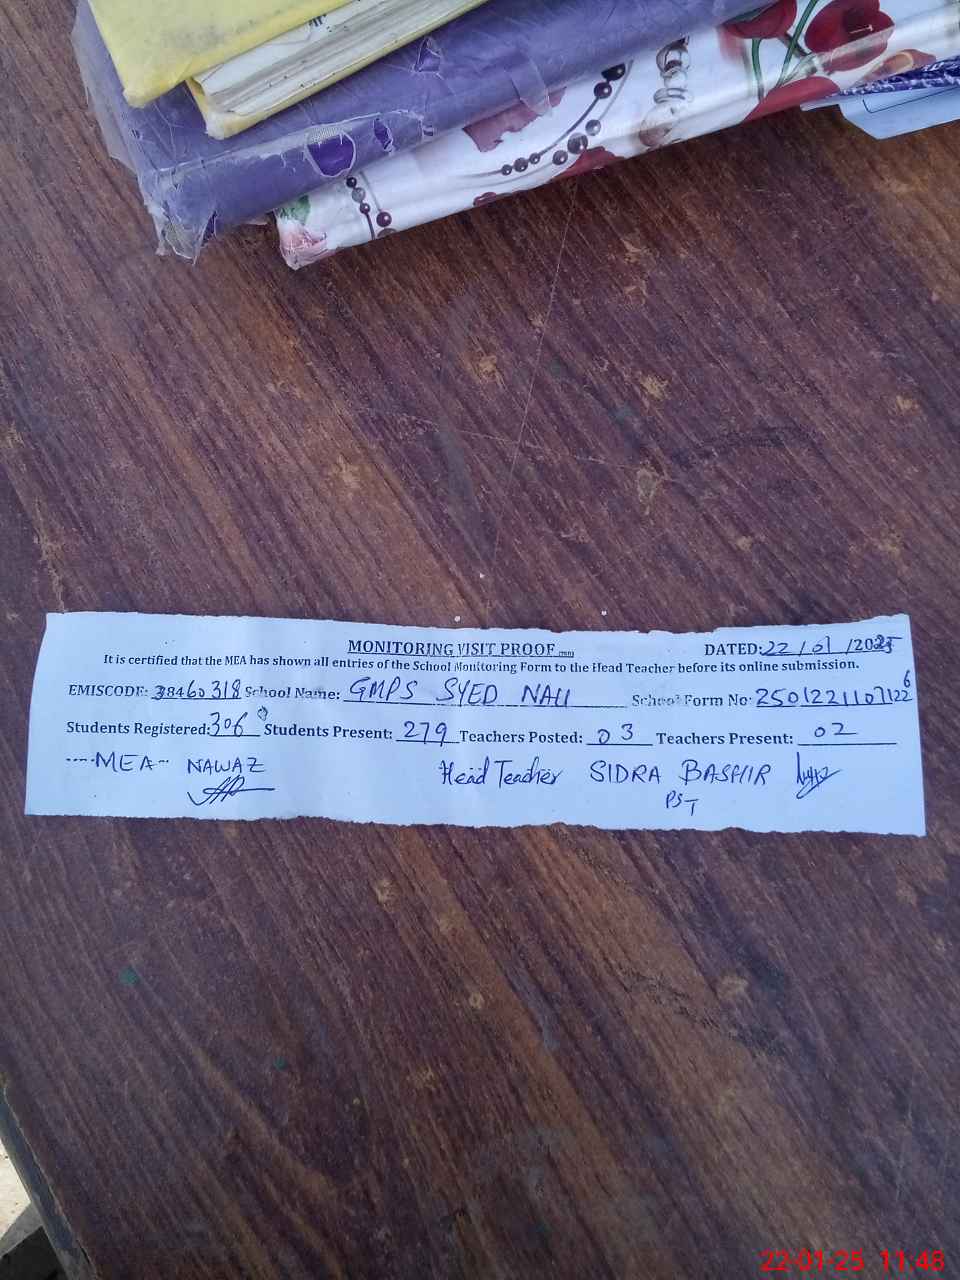 MONITORING VISIT PROOF
DATED: 22/01/2025
It is certified that the MEA has shown all entries of the School Monitoring Form to the Head Teacher before its online submission.
EMISCODE: 38460318 School Name: GMPS SYED NAU School Form No: 2501221107122 6
Students Registered: 306 Students Present: 279 Teachers Posted: 03 Teachers Present: 02
----MEA-- NAWAZ Head Teacher SIDRA BASHIR
PST
22-01-25 11:48